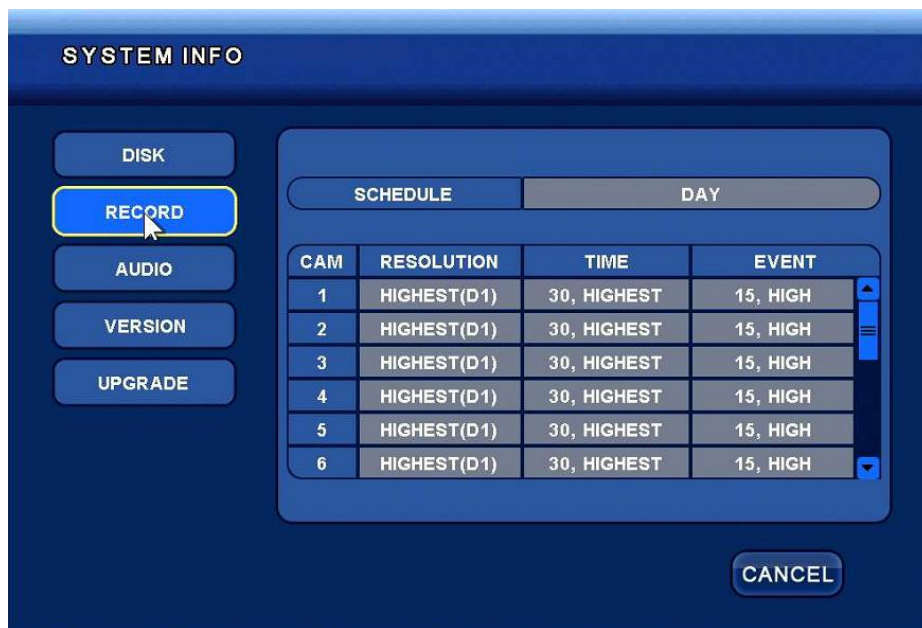 SYSTEM INFO
DISK
RECORD
AUDIO
VERSION
UPGRADE
SCHEDULE DAY
CAM RESOLUTION TIME EVENT
1 HIGHEST(D1) 30, HIGHEST 15, HIGH
2 HIGHEST(D1) 30, HIGHEST 15, HIGH
3 HIGHEST(D1) 30, HIGHEST 15, HIGH
4 HIGHEST(D1) 30, HIGHEST 15, HIGH
5 HIGHEST(D1) 30, HIGHEST 15, HIGH
6 HIGHEST(D1) 30, HIGHEST 15, HIGH
CANCEL